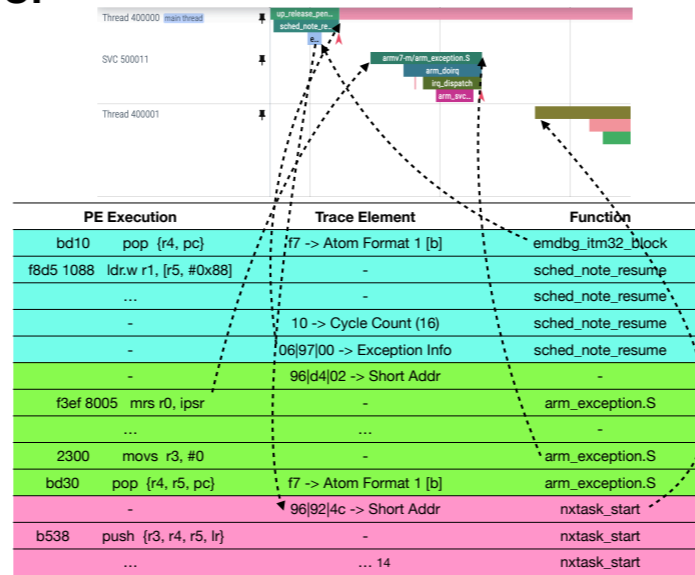 Thread 400000 main thread
up_release_pen...
sched_note_re...
e...
SVC 500011
armv7-m/arm_exception.S
arm_doirq
irq_dispatch
arm_svc...
Thread 400001
PE Execution Trace Element Function
bd10 pop {r4, pc} f7 -> Atom Format 1 [b] emdbg_itm32_block
f8d5 1088 ldr.w r1, [r5, #0x88] - sched_note_resume
... - sched_note_resume
- 10 -> Cycle Count (16) sched_note_resume
- 06|97|00 -> Exception Info sched_note_resume
- 96|d4|02 -> Short Addr -
f3ef 8005 mrs r0, ipsr - arm_exception.S
... ... -
2300 movs r3, #0 - arm_exception.S
bd30 pop {r4, r5, pc} f7 -> Atom Format 1 [b] arm_exception.S
- 96|92|4c -> Short Addr nxtask_start
b538 push {r3, r4, r5, lr} - nxtask_start
... ... 14 nxtask_start